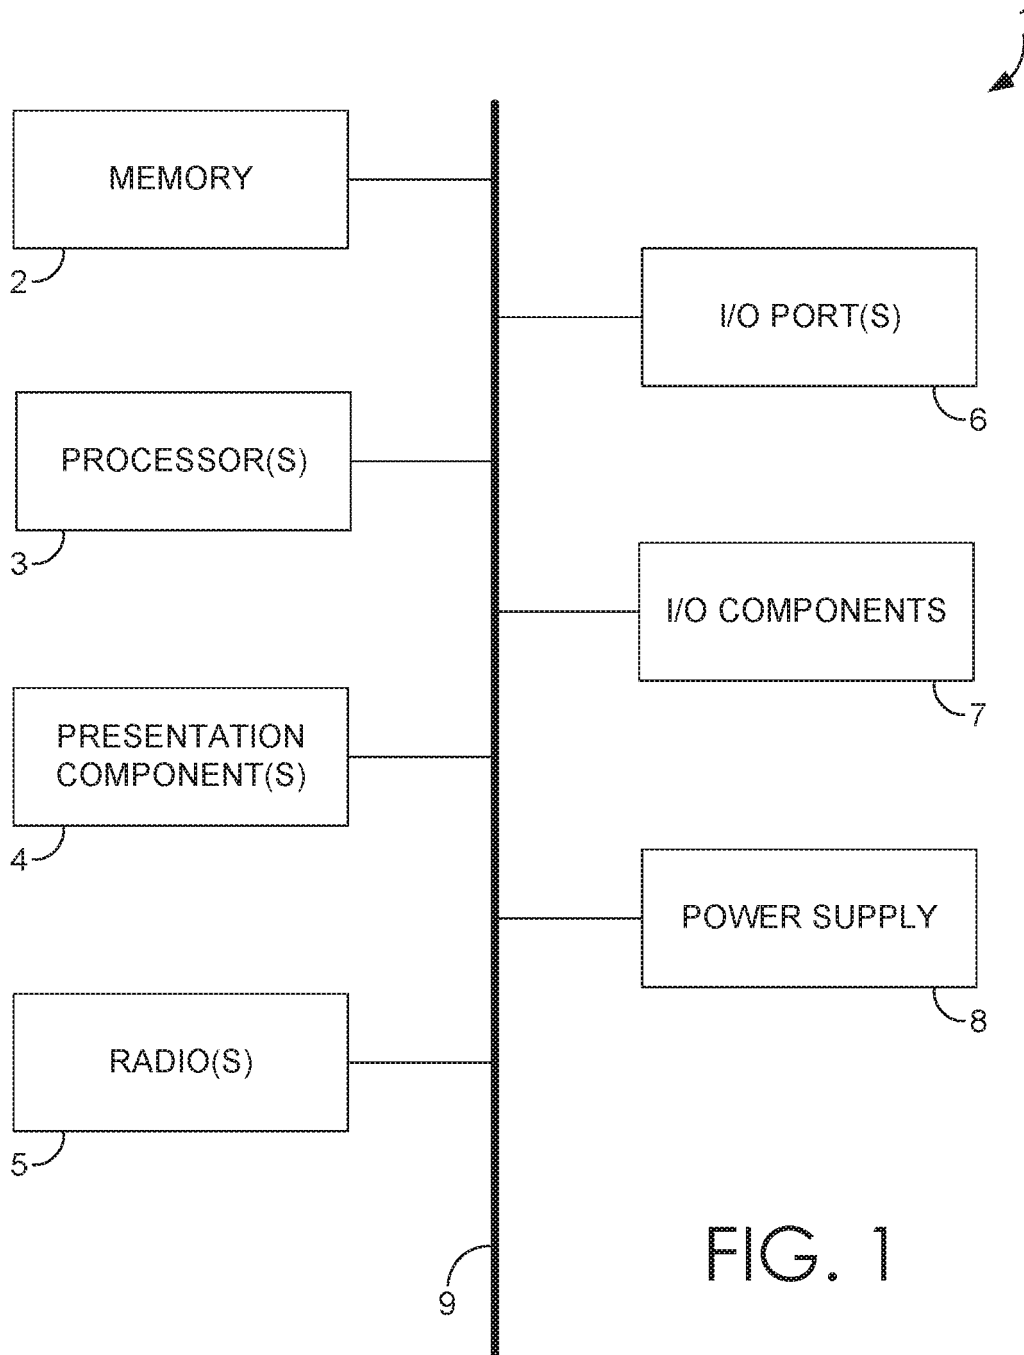 MEMORY
2
I/O PORT(S)
6
PROCESSOR(S)
3
I/O COMPONENTS
7
PRESENTATION
COMPONENT(S)
4
POWER SUPPLY
8
RADIO(S)
5
9
FIG. 1